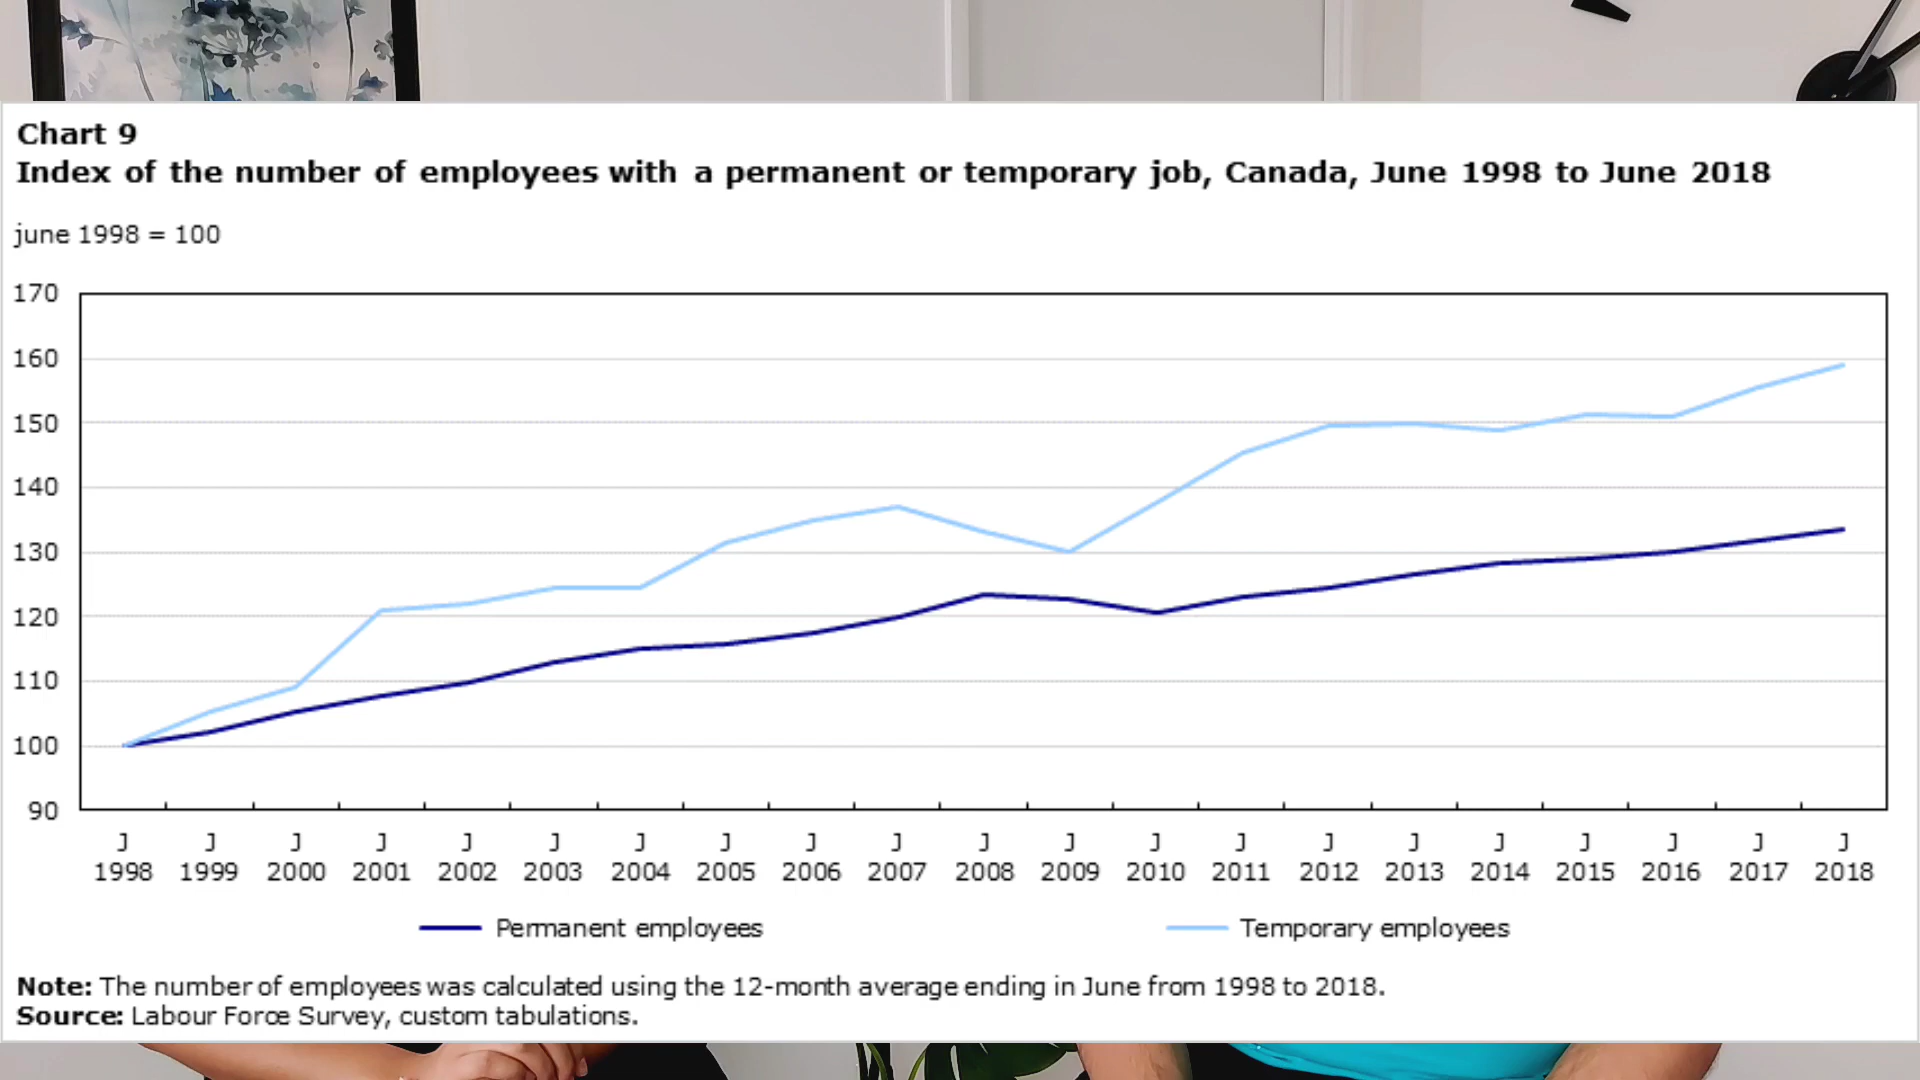 Chart 9
Index of the number of employees with a permanent or temporary job, Canada, June 1998 to June 2018
june 1998 = 100
170
160
150
140
130
120
110
100
90
J J J J J J J J J J J J J J J J J J J J J
1998 1999 2000 2001 2002 2003 2004 2005 2006 2007 2008 2009 2010 2011 2012 2013 2014 2015 2016 2017 2018
Permanent employees Temporary employees
Note: The number of employees was calculated using the 12-month average ending in June from 1998 to 2018.
Source: Labour Force Survey, custom tabulations.